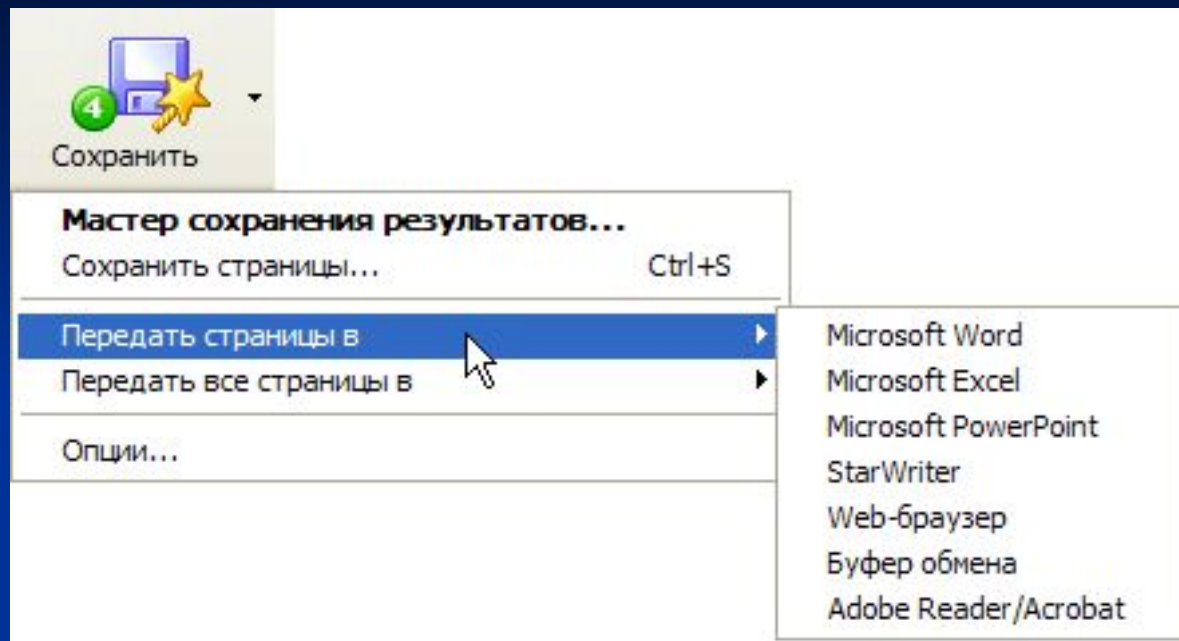 4
Сохранить
Мастер сохранения результатов...
Сохранить страницы... Ctrl+S
Передать страницы в
Передать все страницы в
Опции...
Microsoft Word
Microsoft Excel
Microsoft PowerPoint
StarWriter
Web-браузер
Буфер обмена
Adobe Reader/Acrobat